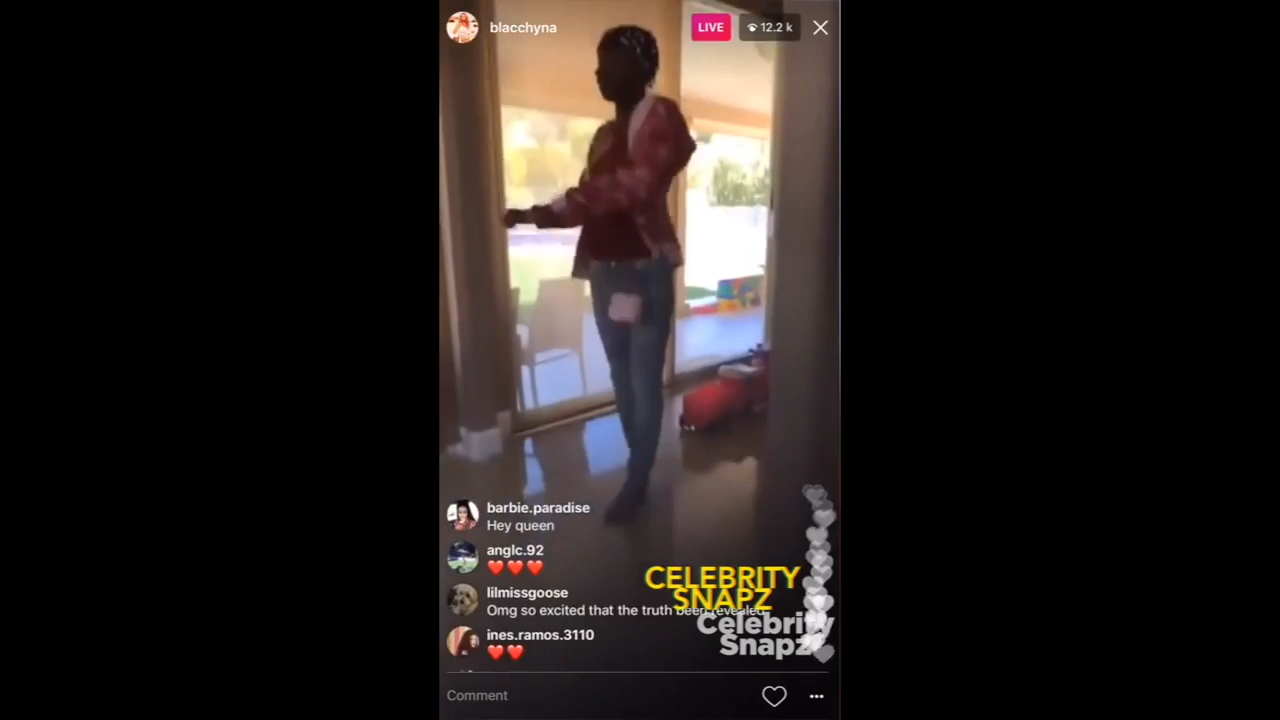 blacchyna
LIVE
12.2 k
barbie.paradise
Hey queen
anglc.92
❤️❤️❤️
lilmissgoose
Omg so excited that the truth been revealed
ines.ramos.3110
❤️❤️
CELEBRITY
SNAPZ
Celebrity
Snapz
Comment